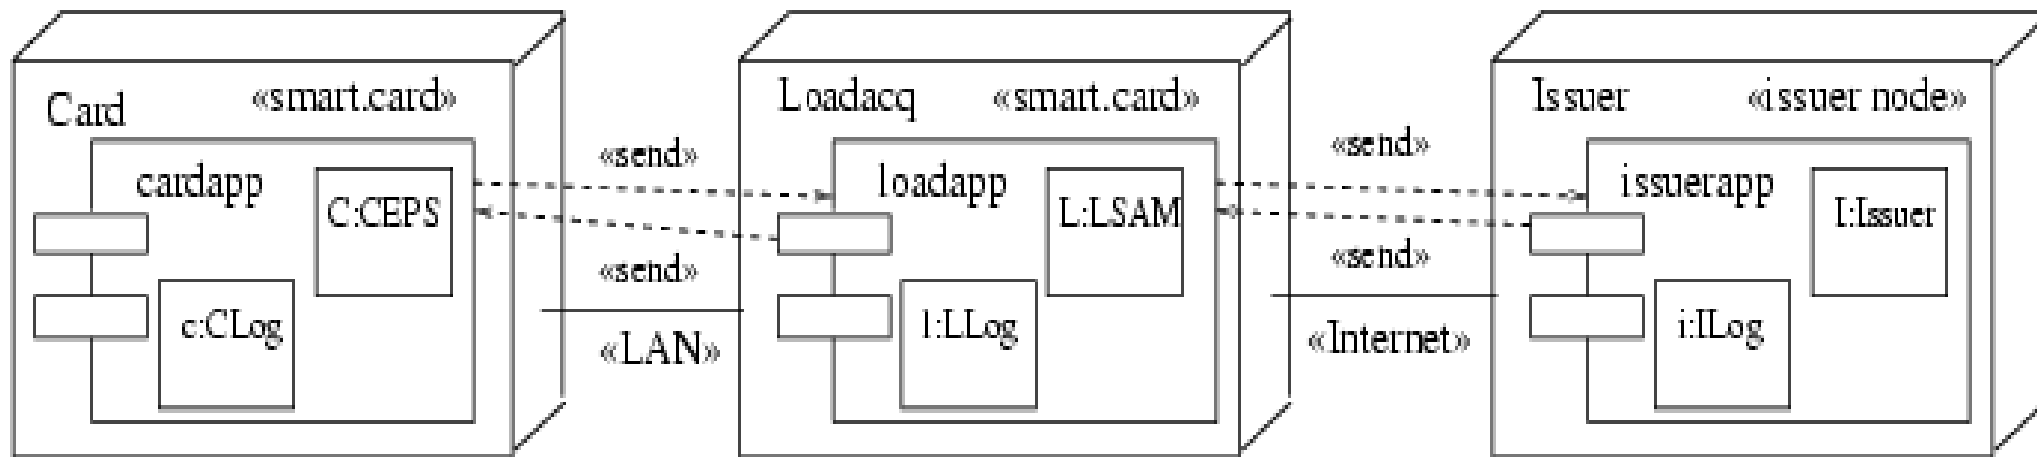 Card «smart.card»
cardapp
C:CEPS
c:CLog
«send»
«send»
«LAN»
Loadacq «smart.card»
loadapp
L:LSAM
l:LLog
«send»
«send»
«Internet»
Issuer «issuer node»
issuerapp
I:Issuer
i:ILog